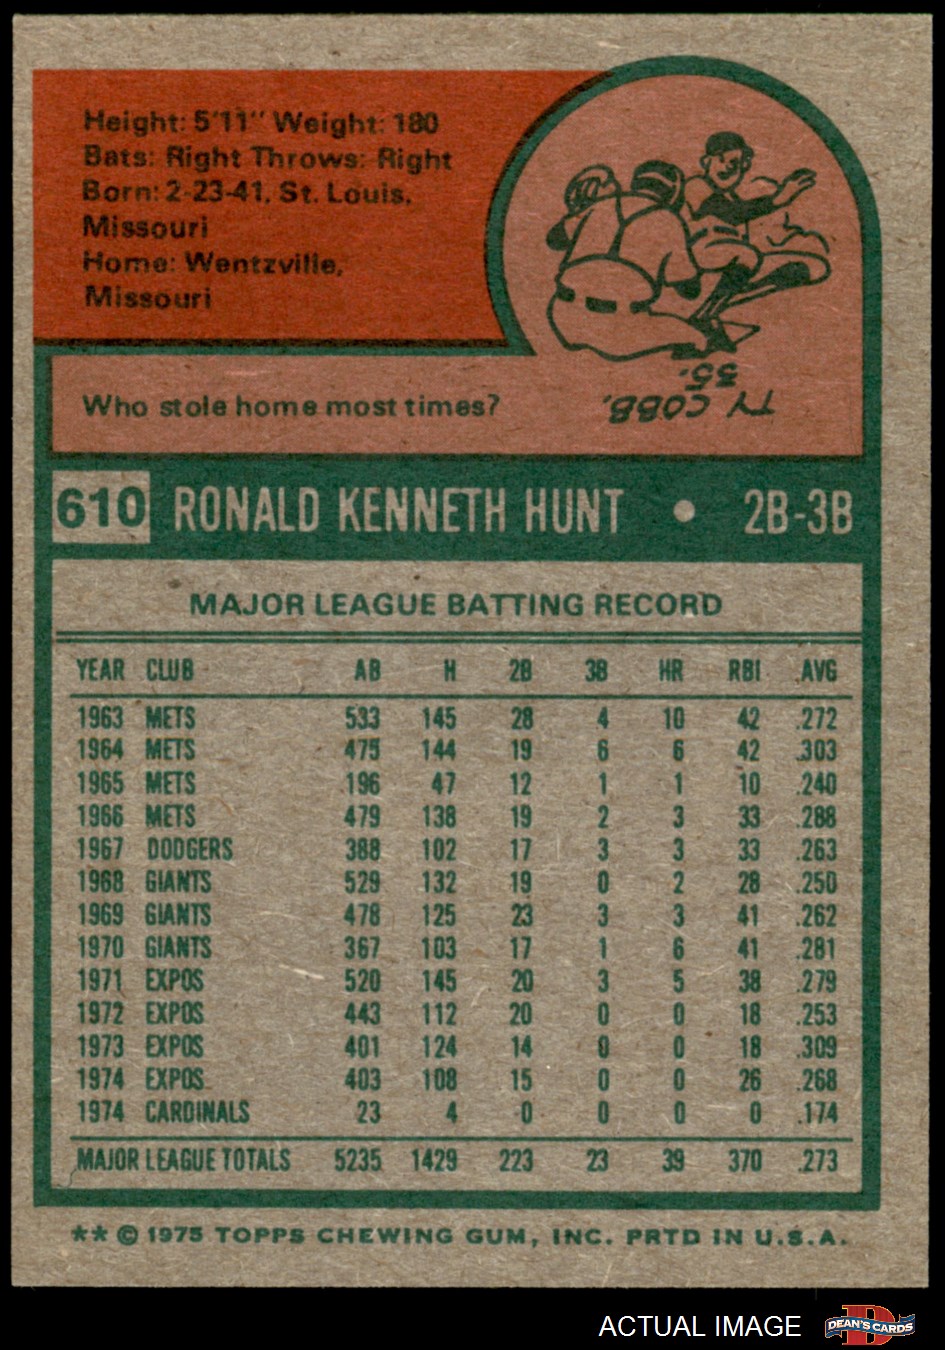 Height: 5'11" Weight: 180
Bats: Right Throws: Right
Born: 2-23-41, St. Louis,
Missouri
Home: Wentzville,
Missouri
Who stole home most times?
TY COBB,
35.
610 RONALD KENNETH HUNT • 2B-3B
MAJOR LEAGUE BATTING RECORD
YEAR CLUB AB H 2B 3B HR RBI AVG
1963 METS 533 145 28 4 10 42 .272
1964 METS 475 144 19 6 6 42 .303
1965 METS 196 47 12 1 1 10 .240
1966 METS 479 138 19 2 3 33 .288
1967 DODGERS 388 102 17 3 3 33 .263
1968 GIANTS 529 132 19 0 2 28 .250
1969 GIANTS 478 125 23 3 3 41 .262
1970 GIANTS 367 103 17 1 6 41 .281
1971 EXPOS 520 145 20 3 5 38 .279
1972 EXPOS 443 112 20 0 0 18 .253
1973 EXPOS 401 124 14 0 0 18 .309
1974 EXPOS 403 108 15 0 0 26 .268
1974 CARDINALS 23 4 0 0 0 0 .174
MAJOR LEAGUE TOTALS 5235 1429 223 23 39 370 .273
** © 1975 TOPPS CHEWING GUM, INC. PRTD IN U.S.A.
ACTUAL IMAGE D DEAN'S CARDS